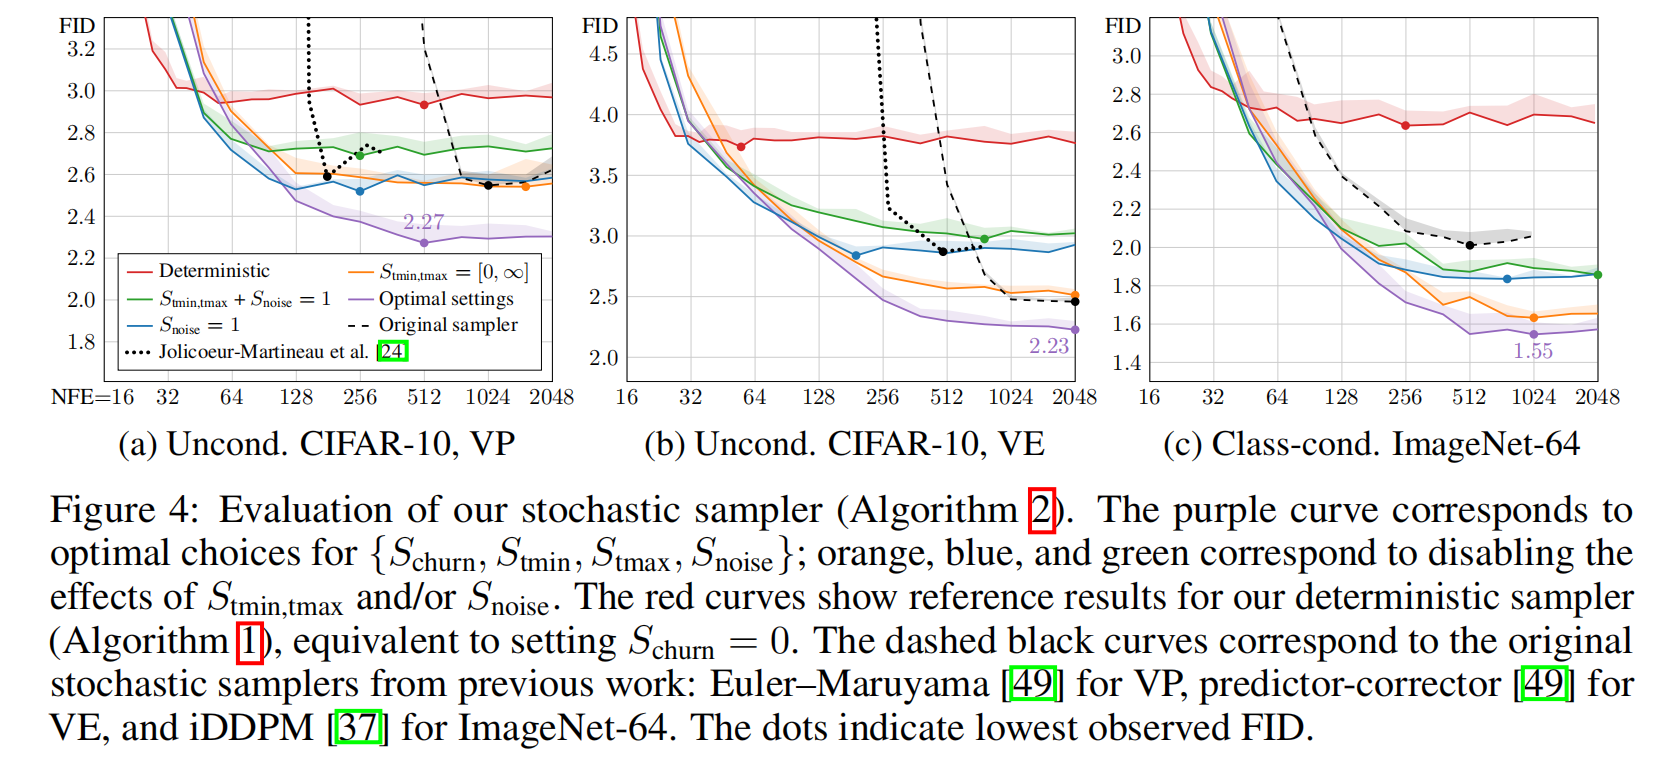 FID
3.2
3.0
2.8
2.6
2.4
2.2
2.0
1.8
2.27
Deterministic
Stmin,tmax = [0, ∞]
Stmin,tmax + Snoise = 1
Optimal settings
Snoise = 1
Original sampler
Jolicoeur-Martineau et al. [24]
NFE=16 32 64 128 256 512 1024 2048
(a) Uncond. CIFAR-10, VP
FID
4.5
4.0
3.5
3.0
2.5
2.0
2.23
16 32 64 128 256 512 1024 2048
(b) Uncond. CIFAR-10, VE
FID
3.0
2.8
2.6
2.4
2.2
2.0
1.8
1.6
1.4
1.55
16 32 64 128 256 512 1024 2048
(c) Class-cond. ImageNet-64
Figure 4: Evaluation of our stochastic sampler (Algorithm 2). The purple curve corresponds to
optimal choices for {Schurn, Stmin, Stmax, Snoise}; orange, blue, and green correspond to disabling the
effects of Stmin,tmax and/or Snoise. The red curves show reference results for our deterministic sampler
(Algorithm 1), equivalent to setting Schurn = 0. The dashed black curves correspond to the original
stochastic samplers from previous work: Euler–Maruyama [49] for VP, predictor-corrector [49] for
VE, and iDDPM [37] for ImageNet-64. The dots indicate lowest observed FID.